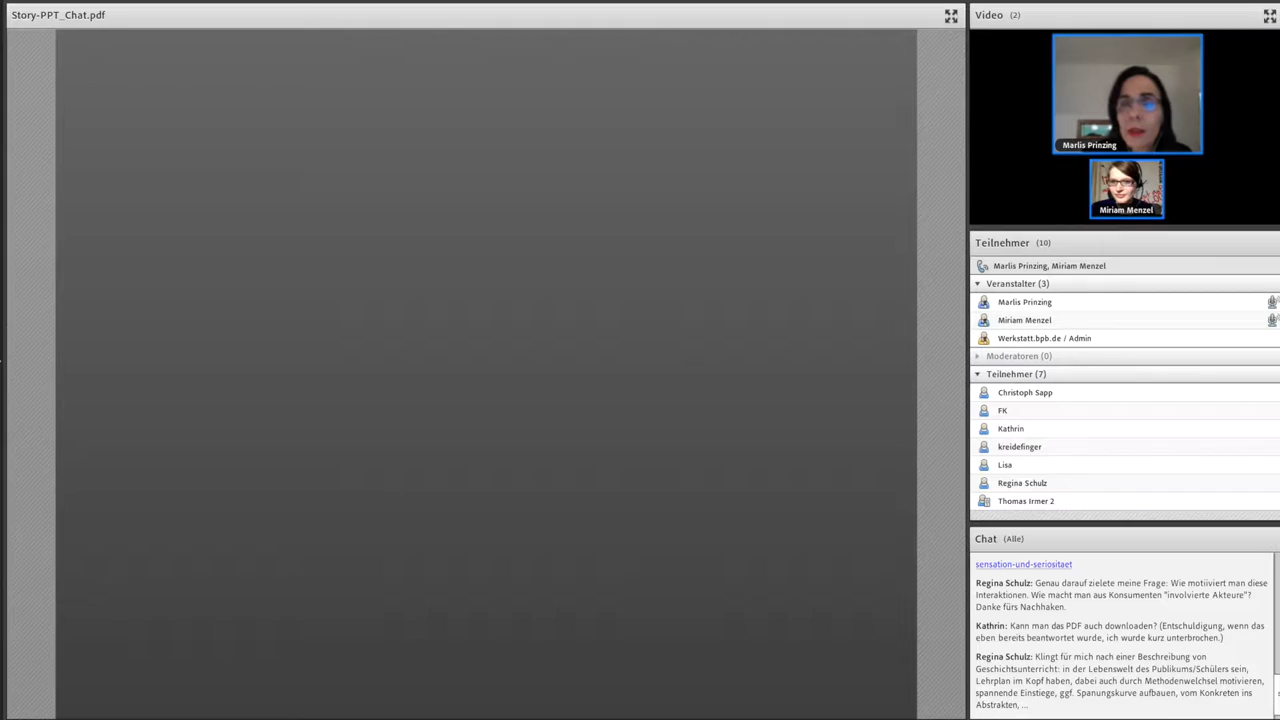 Story-PPT_Chat.pdf
Video (2)
Marlis Prinzing
Miriam Menzel
Teilnehmer (10)
Marlis Prinzing, Miriam Menzel
Veranstalter (3)
Marlis Prinzing
Miriam Menzel
Werkstatt.bpb.de / Admin
Moderatoren (0)
Teilnehmer (7)
Christoph Sapp
FK
Kathrin
kreidefinger
Lisa
Regina Schulz
Thomas Irmer 2
Chat (Alle)
sensation-und-seriositaet
Regina Schulz: Genau darauf zielete meine Frage: Wie motiiviert man diese
Interaktionen. Wie macht man aus Konsumenten "involvierte Akteure"?
Danke fürs Nachhaken.
Kathrin: Kann man das PDF auch downloaden? (Entschuldigung, wenn das
eben bereits beantwortet wurde, ich wurde kurz unterbrochen.)
Regina Schulz: Klingt für mich nach einer Beschreibung von
Geschichtsunterricht: in der Lebenswelt des Publikums/Schülers sein,
Lehrplan im Kopf haben, dabei auch durch Methodenwelchsel motivieren,
spannende Einstiege, ggf. Spanungskurve aufbauen, vom Konkreten ins
Abstrakten, ...